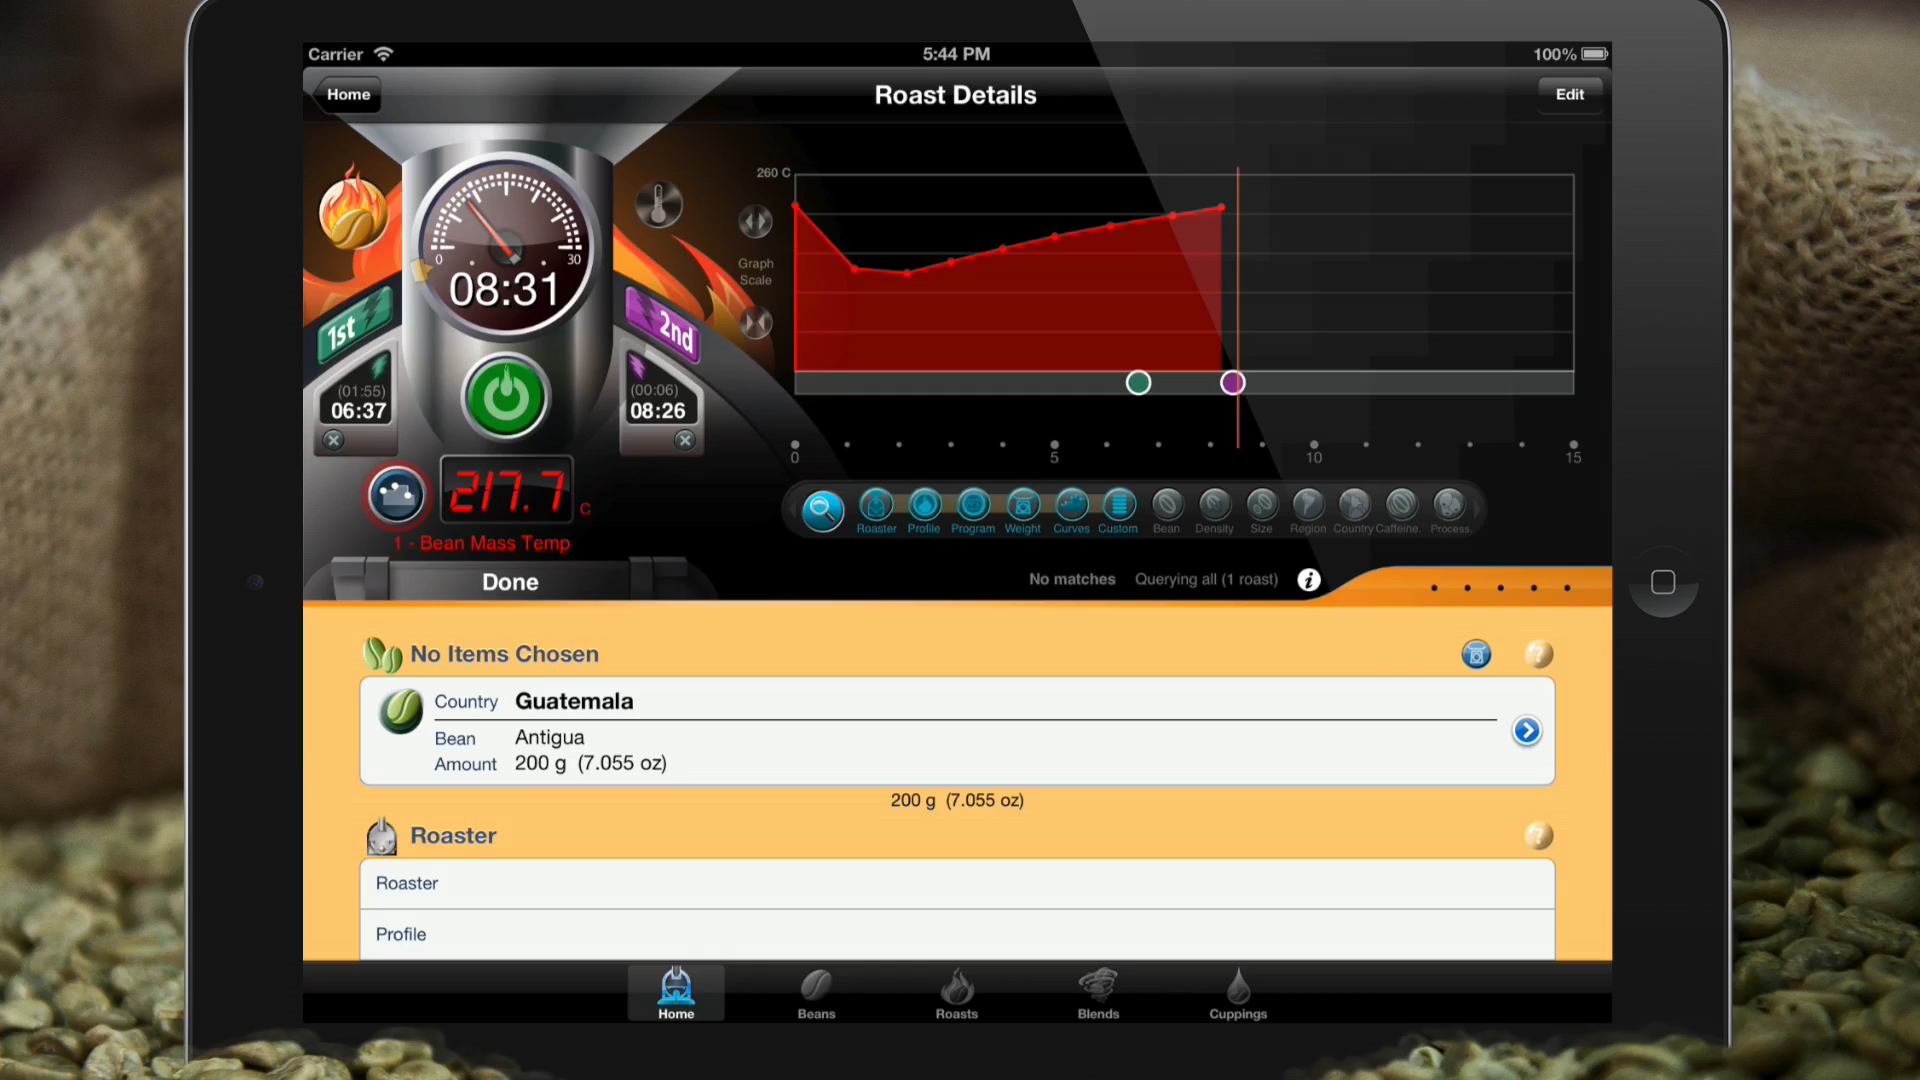 Carrier 5:44 PM 100%
Home Roast Details Edit
260 C
0 30
08:31
Graph
Scale
1st 2nd
(01:55) 06:37
(00:06) 08:26
0 5 10 15
217.7 C
1 - Bean Mass Temp
Roaster Profile Program Weight Curves Custom Bean Density Size Region Country Caffeine. Process.
Done
No matches Querying all (1 roast) i
No Items Chosen ?
Country Guatemala
Bean Antigua
Amount 200 g (7.055 oz)
200 g (7.055 oz)
Roaster ?
Roaster
Profile
Home Beans Roasts Blends Cuppings